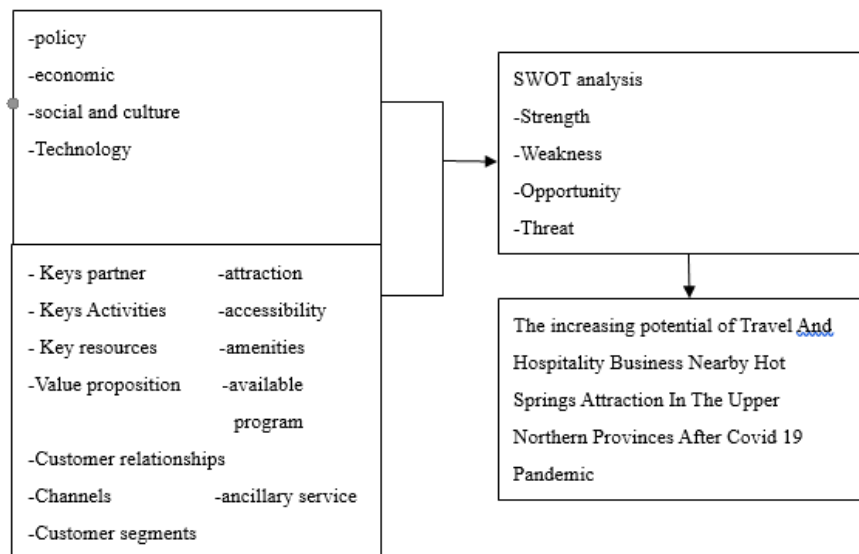 -policy
-economic
-social and culture
-Technology
- Keys partner -attraction
- Keys Activities -accessibility
- Key resources -amenities
-Value proposition -available
program
-Customer relationships
-Channels -ancillary service
-Customer segments
SWOT analysis
-Strength
-Weakness
-Opportunity
-Threat
The increasing potential of Travel And
Hospitality Business Nearby Hot
Springs Attraction In The Upper
Northern Provinces After Covid 19
Pandemic